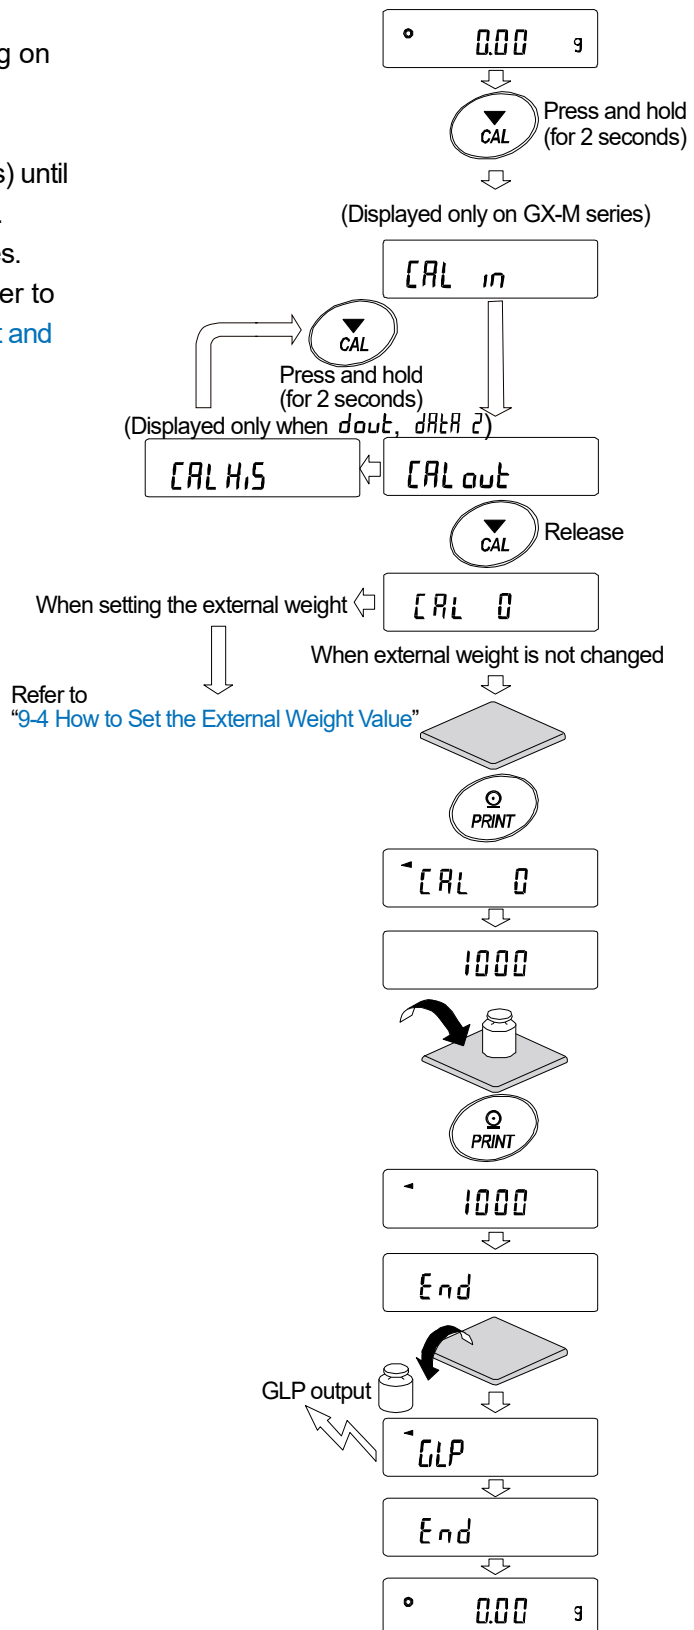 g on
s) until
.
es.
er to
t and
0.00 g
CAL
Press and hold
(for 2 seconds)
(Displayed only on GX-M series)
CAL in
CAL
Press and hold
(for 2 seconds)
(Displayed only when dout, dAtA 2)
CAL HiS
CAL out
CAL
Release
When setting the external weight
CAL 0
When external weight is not changed
Refer to
“9-4 How to Set the External Weight Value”
PRINT
CAL 0
1000
PRINT
1000
End
GLP output
GLP
End
0.00 g